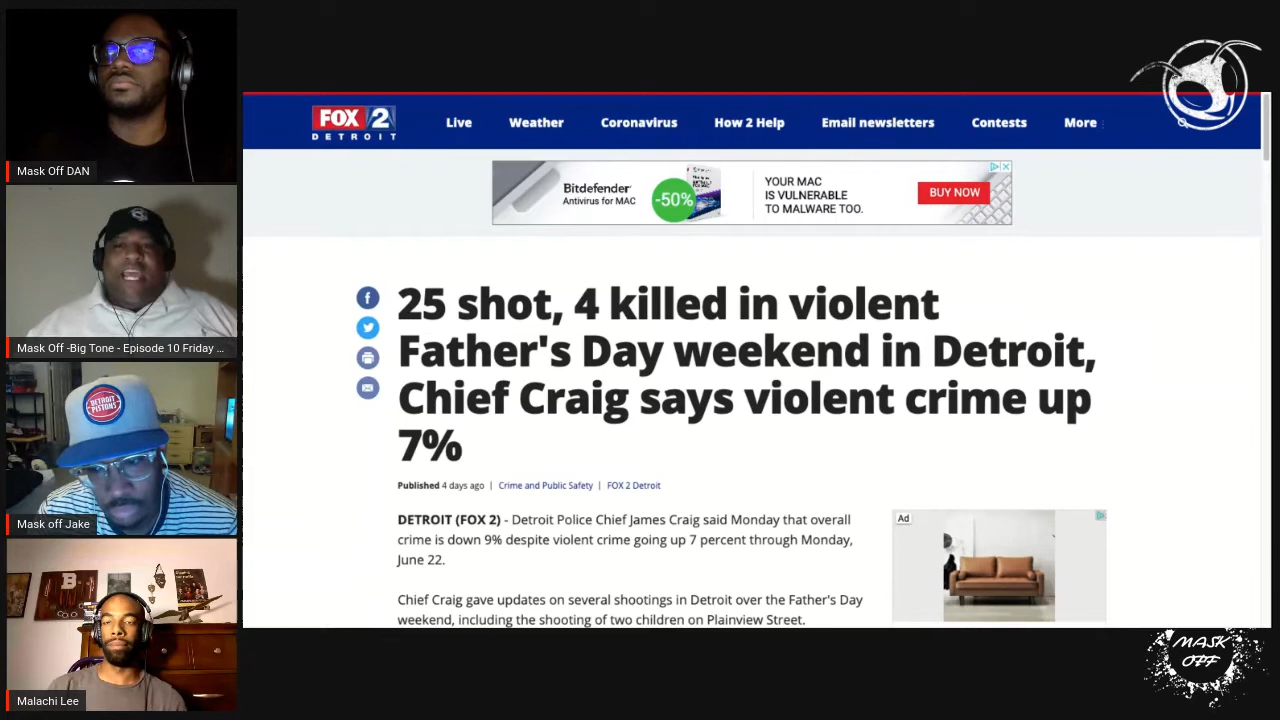 Mask Off DAN
Mask Off -Big Tone - Episode 10 Friday ...
DETROIT
PISTONS
Mask off Jake
B
Malachi Lee
FOX 2
DETROIT
Live
Weather
Coronavirus
How 2 Help
Email newsletters
Contests
More
Bitdefender
Antivirus for MAC
-50%
YOUR MAC
IS VULNERABLE
TO MALWARE TOO.
BUY NOW
25 shot, 4 killed in violent
Father's Day weekend in Detroit,
Chief Craig says violent crime up
7%
Published 4 days ago | Crime and Public Safety | FOX 2 Detroit
DETROIT (FOX 2) - Detroit Police Chief James Craig said Monday that overall
crime is down 9% despite violent crime going up 7 percent through Monday,
June 22.
Chief Craig gave updates on several shootings in Detroit over the Father's Day
weekend, including the shooting of two children on Plainview Street.
Ad
MASK
OFF